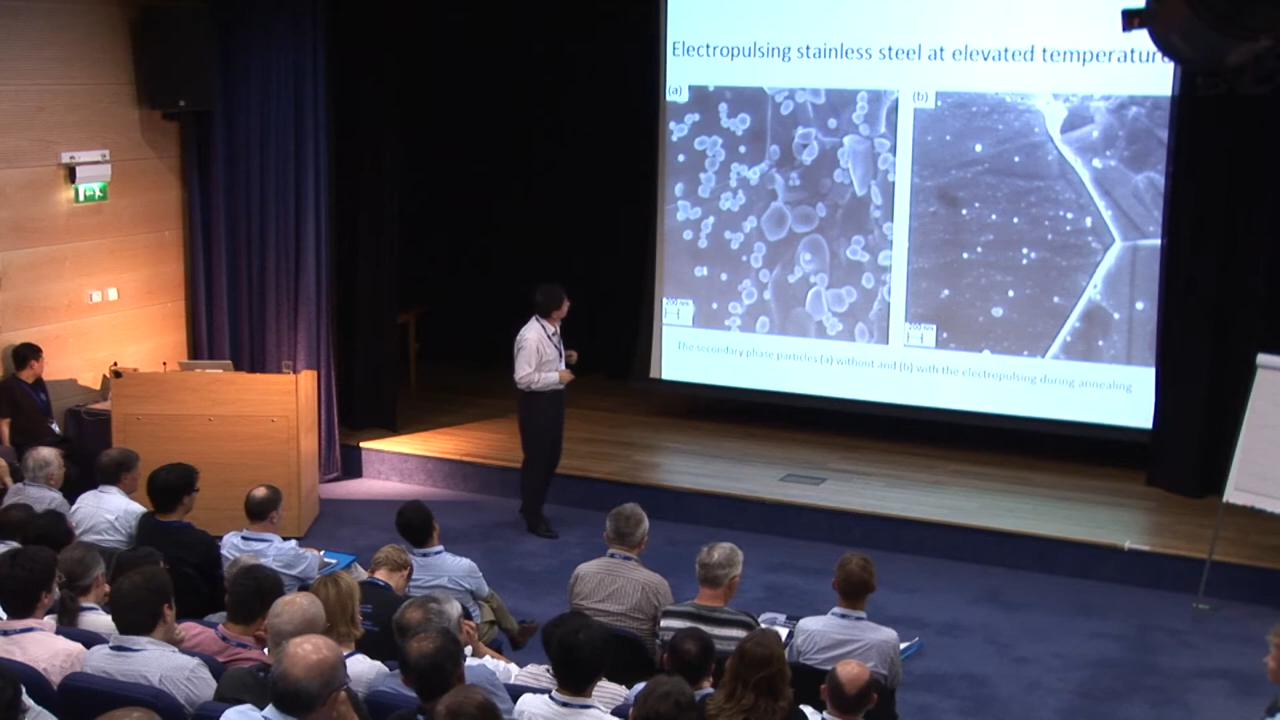 Electropulsing stainless steel at elevated temperature
(a)
(b)
200 nm
200 nm
The secondary phase particles (a) without and (b) with the electropulsing during annealing